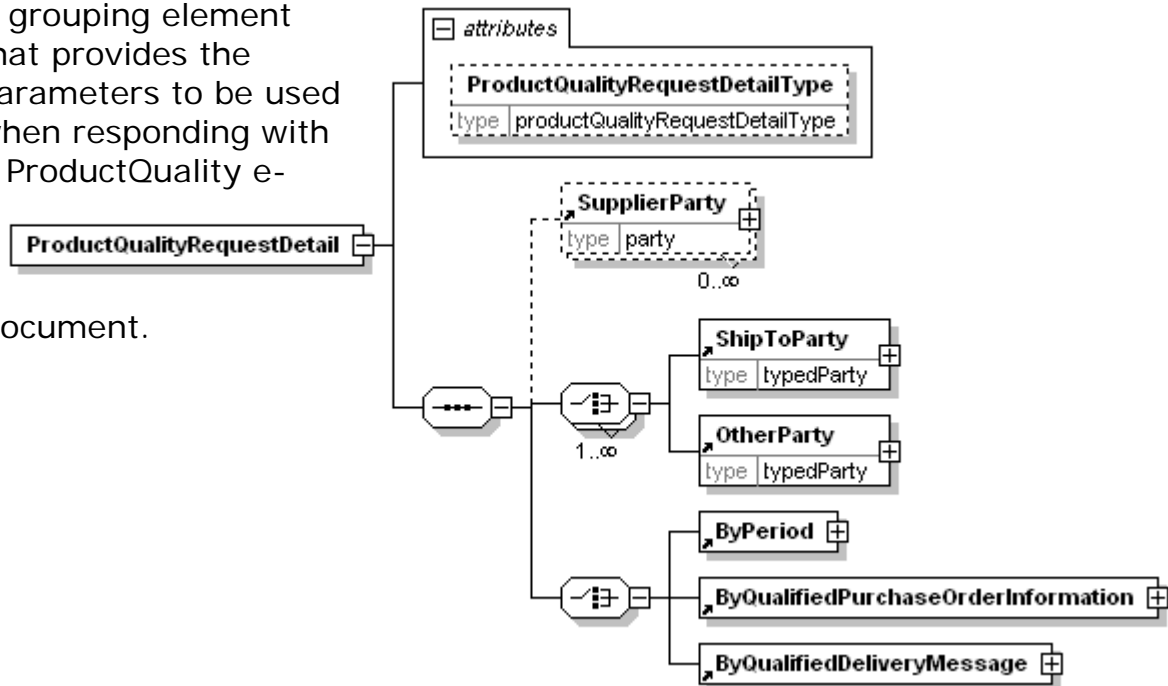 grouping element
hat provides the
arameters to be used
when responding with
ProductQuality e-
ocument.
attributes
ProductQualityRequestDetailType
type productQualityRequestDetailType
ProductQualityRequestDetail
SupplierParty
type party
0..∞
ShipToParty
type typedParty
1..∞
OtherParty
type typedParty
ByPeriod
ByQualifiedPurchaseOrderInformation
ByQualifiedDeliveryMessage